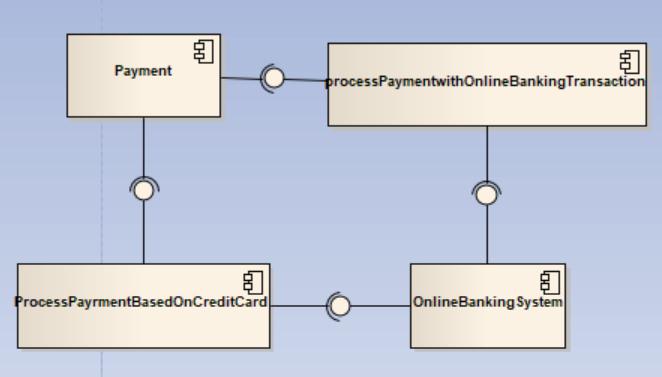 Payment
processPaymentwithOnlineBankingTransaction
ProcessPayrmentBasedOnCreditCard
OnlineBankingSystem